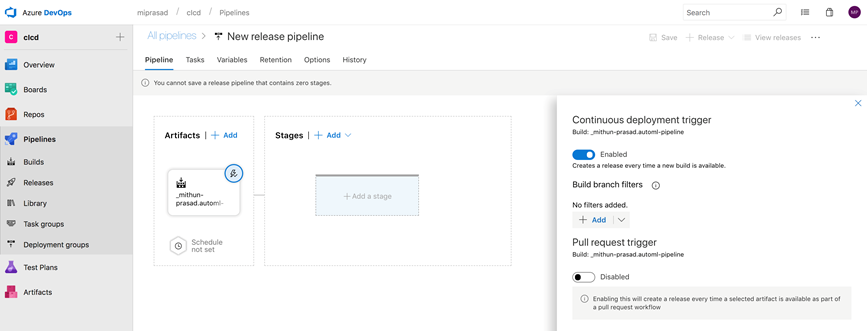 Azure DevOps
miprasad / clcd / Pipelines
Search
MP
C clcd
All pipelines > New release pipeline
Save
Release
View releases
Pipeline Tasks Variables Retention Options History
You cannot save a release pipeline that contains zero stages.
Overview
Boards
Repos
Pipelines
Builds
Releases
Library
Task groups
Deployment groups
Test Plans
Artifacts
Artifacts | + Add
_mithun-
prasad.automl-
Schedule
not set
Stages | + Add
+ Add a stage
Continuous deployment trigger
Build: _mithun-prasad.automl-pipeline
Enabled
Creates a release every time a new build is available.
Build branch filters
No filters added.
+ Add
Pull request trigger
Build: _mithun-prasad.automl-pipeline
Disabled
Enabling this will create a release every time a selected artifact is available as part of
a pull request workflow